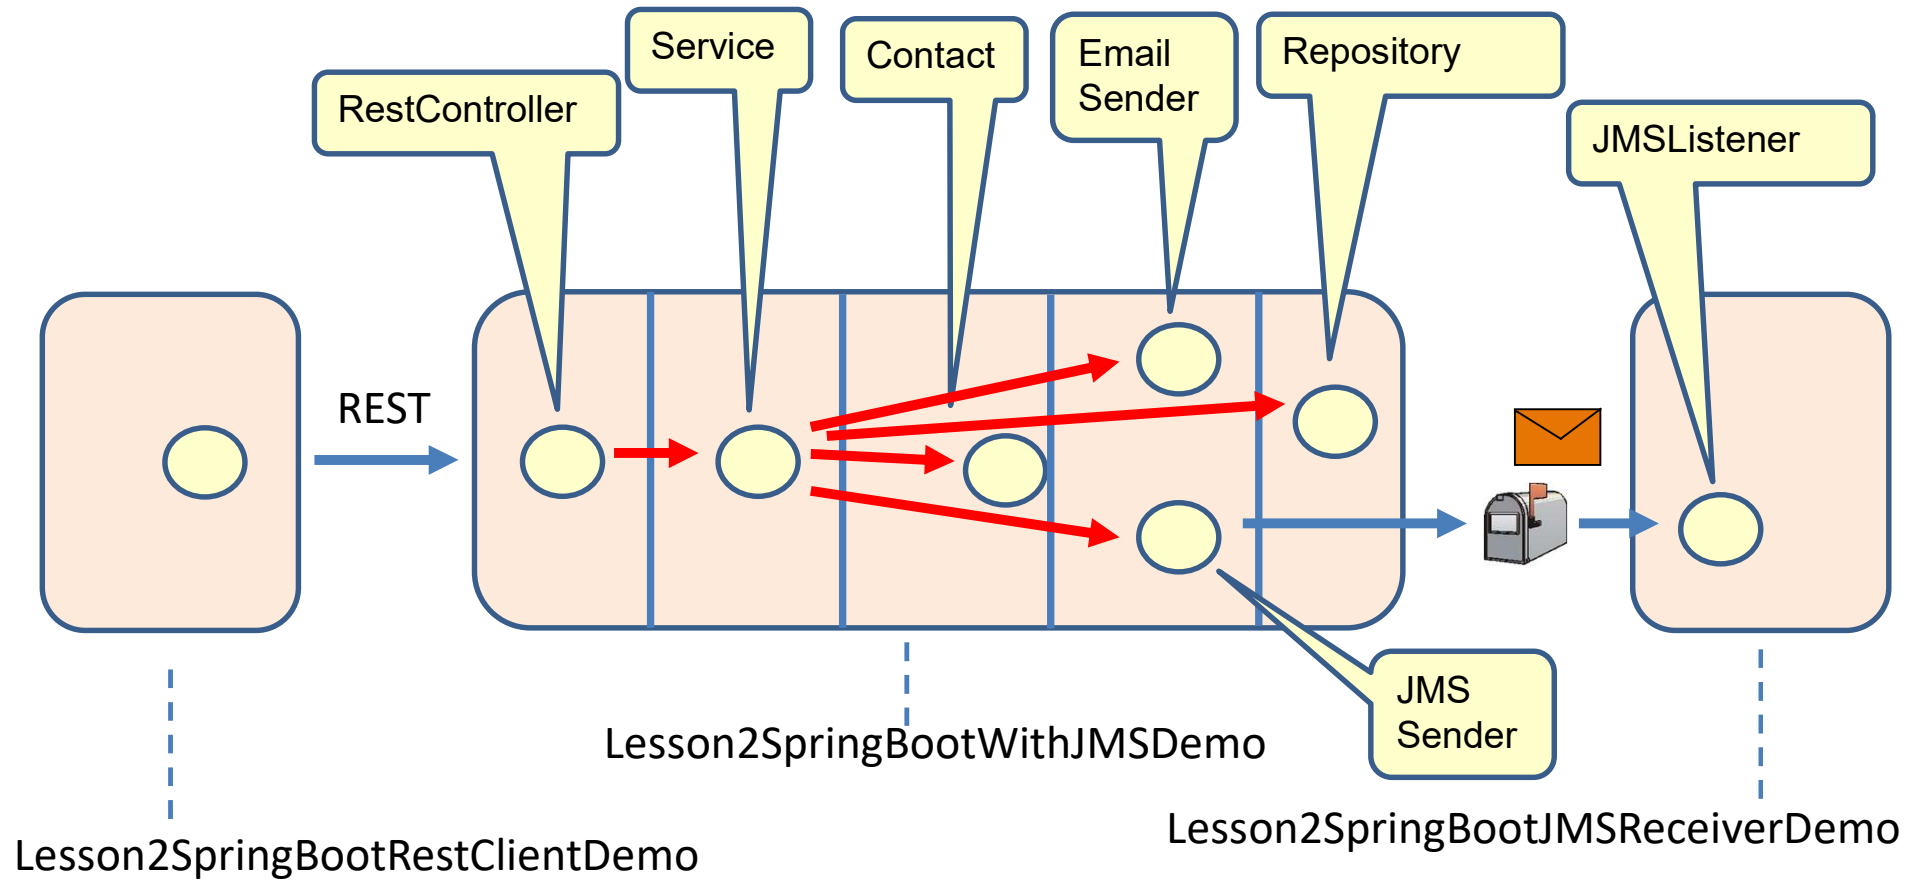 Service
Contact
Email
Sender
Repository
RestController
JMSListener
REST
JMS
Sender
Lesson2SpringBootWithJMSDemo
Lesson2SpringBootJMSReceiverDemo
Lesson2SpringBootRestClientDemo